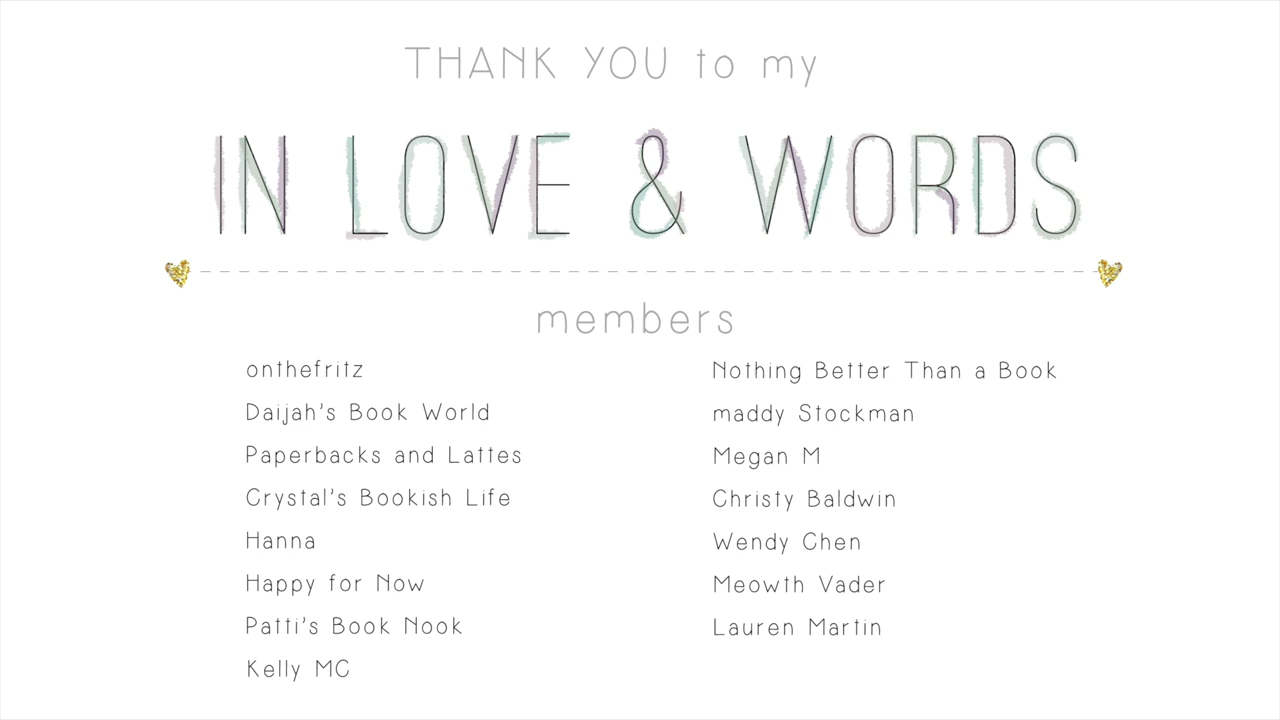 THANK YOU to my
IN LOVE & WORDS
members
onthefritz
Daijah's Book World
Paperbacks and Lattes
Crystal's Bookish Life
Hanna
Happy for Now
Patti's Book Nook
Kelly MC
Nothing Better Than a Book
maddy Stockman
Megan M
Christy Baldwin
Wendy Chen
Meowth Vader
Lauren Martin